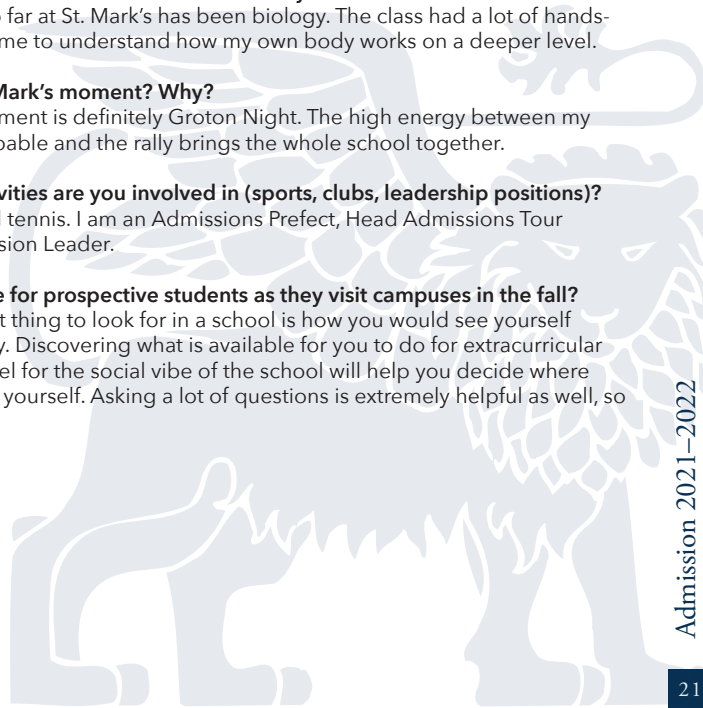 far at St. Mark's has been biology. The class had a lot of hands-
me to understand how my own body works on a deeper level.
Mark's moment? Why?
ment is definitely Groton Night. The high energy between my
pable and the rally brings the whole school together.
vities are you involved in (sports, clubs, leadership positions)?
tennis. I am an Admissions Prefect, Head Admissions Tour
sion Leader.
e for prospective students as they visit campuses in the fall?
t thing to look for in a school is how you would see yourself
y. Discovering what is available for you to do for extracurricular
el for the social vibe of the school will help you decide where
yourself. Asking a lot of questions is extremely helpful as well, so
Admission 2021–2022
21